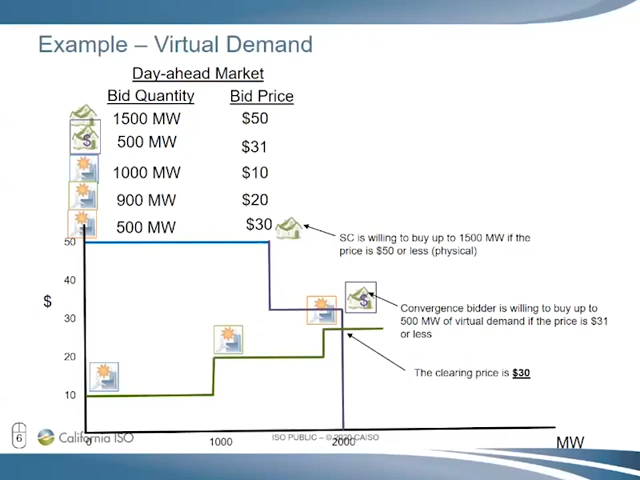 Example – Virtual Demand
Day-ahead Market
Bid Quantity Bid Price
1500 MW $50
$ 500 MW $31
1000 MW $10
900 MW $20
500 MW $30
SC is willing to buy up to 1500 MW if the
price is $50 or less (physical)
50
40
$
30
20
10
$
Convergence bidder is willing to buy up to
500 MW of virtual demand if the price is $31
or less
The clearing price is $30
6
California ISO
0
1000
ISO PUBLIC – © 2020 CAISO
2000
MW